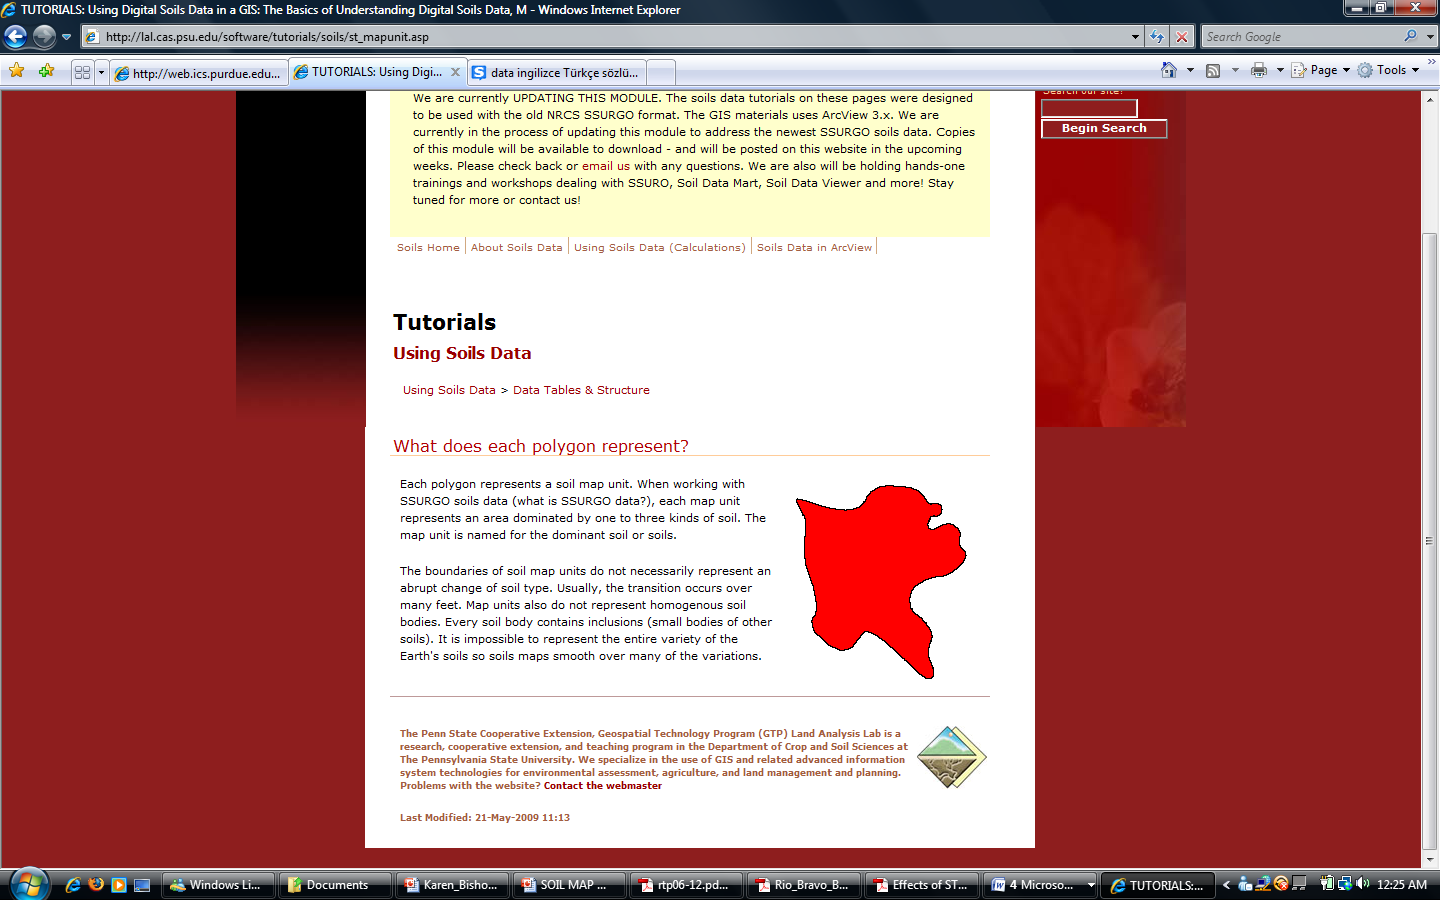 TUTORIALS: Using Digital Soils Data in a GIS: The Basics of Understanding Digital Soils Data, M - Windows Internet Explorer
http://lal.cas.psu.edu/software/tutorials/soils/st_mapunit.asp
Search Google
http://web.ics.purdue.edu...
TUTORIALS: Using Digi...
data ingilizce Türkçe sözlü...
Page
Tools
We are currently UPDATING THIS MODULE. The soils data tutorials on these pages were designed
to be used with the old NRCS SSURGO format. The GIS materials uses ArcView 3.x. We are
currently in the process of updating this module to address the newest SSURGO soils data. Copies
of this module will be available to download - and will be posted on this website in the upcoming
weeks. Please check back or email us with any questions. We are also will be holding hands-one
trainings and workshops dealing with SSURO, Soil Data Mart, Soil Data Viewer and more! Stay
tuned for more or contact us!
Search our site!
Begin Search
Soils Home
About Soils Data
Using Soils Data (Calculations)
Soils Data in ArcView
Tutorials
Using Soils Data
Using Soils Data > Data Tables & Structure
What does each polygon represent?
Each polygon represents a soil map unit. When working with
SSURGO soils data (what is SSURGO data?), each map unit
represents an area dominated by one to three kinds of soil. The
map unit is named for the dominant soil or soils.
The boundaries of soil map units do not necessarily represent an
abrupt change of soil type. Usually, the transition occurs over
many feet. Map units also do not represent homogenous soil
bodies. Every soil body contains inclusions (small bodies of other
soils). It is impossible to represent the entire variety of the
Earth's soils so soils maps smooth over many of the variations.
The Penn State Cooperative Extension, Geospatial Technology Program (GTP) Land Analysis Lab is a
research, cooperative extension, and teaching program in the Department of Crop and Soil Sciences at
The Pennsylvania State University. We specialize in the use of GIS and related advanced information
system technologies for environmental assessment, agriculture, and land management and planning.
Problems with the website? Contact the webmaster
Last Modified: 21-May-2009 11:13
Windows Li...
Documents
Karen_Bisho...
SOIL MAP ...
rtp06-12.pd...
Rio_Bravo_B...
Effects of ST...
4 Microso...
TUTORIALS:...
12:25 AM